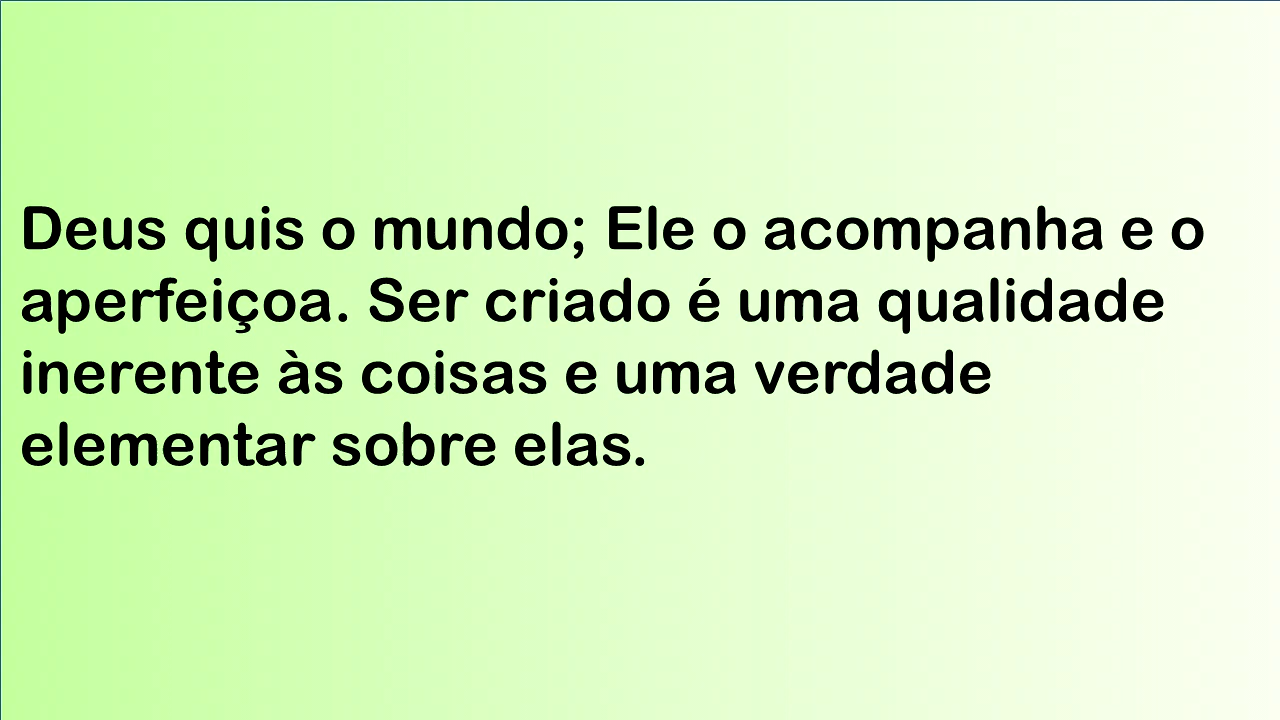 Deus quis o mundo; Ele o acompanha e o
aperfeiçoa. Ser criado é uma qualidade
inerente às coisas e uma verdade
elementar sobre elas.